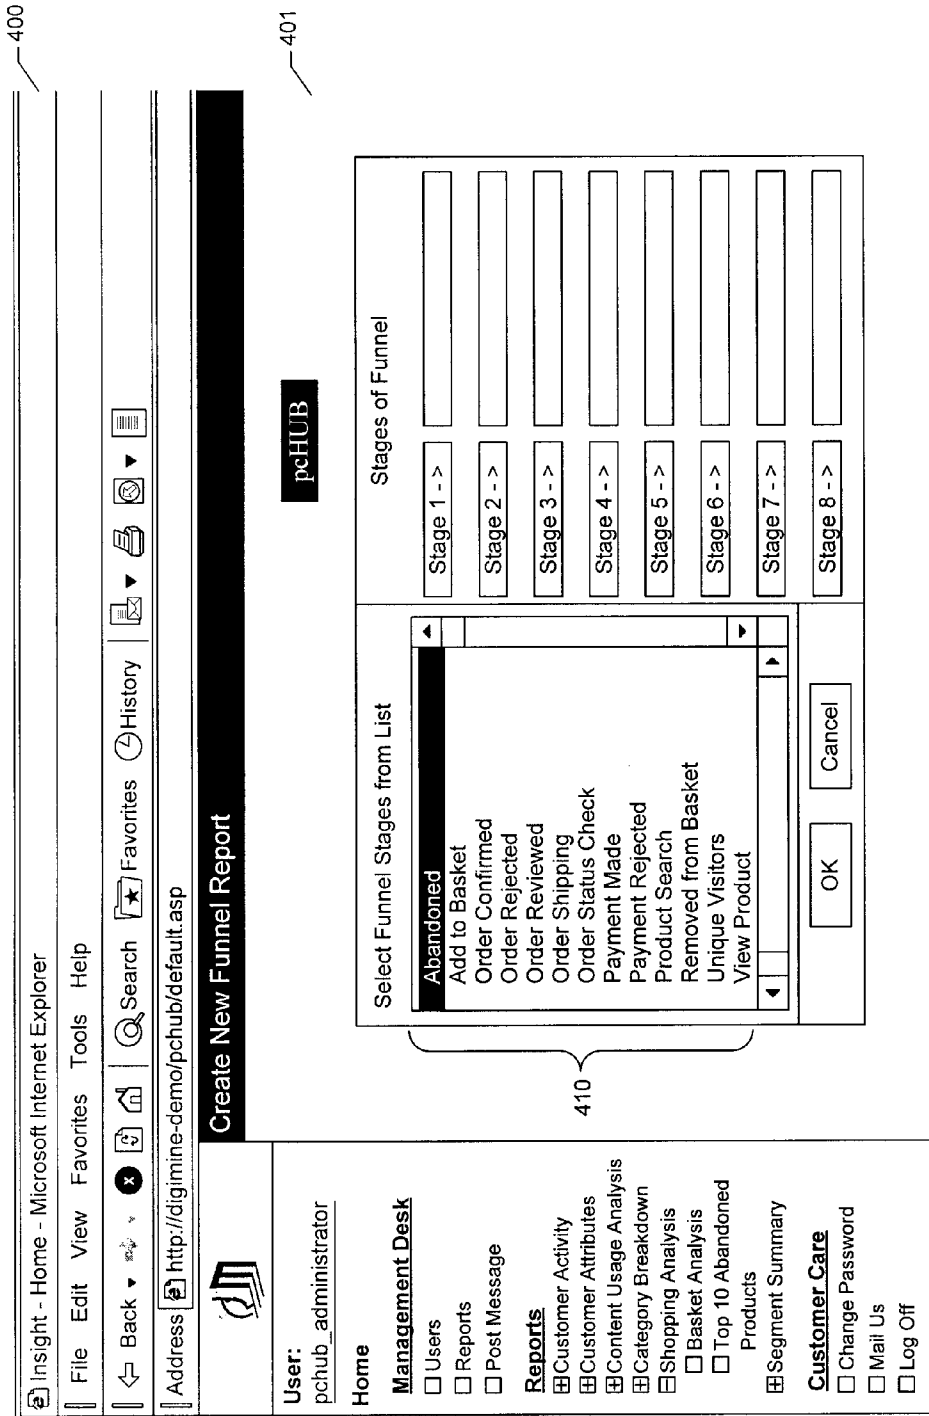 400
Insight - Home - Microsoft Internet Explorer
File Edit View Favorites Tools Help
Back Search Favorites History
Address http://digimine-demo/pchub/default.asp
Create New Funnel Report
401
User:
pchub_administrator
Home
Management Desk
Users
Reports
Post Message
Reports
Customer Activity
Customer Attributes
Content Usage Analysis
Category Breakdown
Shopping Analysis
Basket Analysis
Top 10 Abandoned
Products
Segment Summary
Customer Care
Change Password
Mail Us
Log Off
pcHUB
Select Funnel Stages from List
Abandoned
Add to Basket
Order Confirmed
Order Rejected
Order Reviewed
Order Shipping
Order Status Check
Payment Made
Payment Rejected
Product Search
Removed from Basket
Unique Visitors
View Product
410
OK Cancel
Stages of Funnel
Stage 1 - >
Stage 2 - >
Stage 3 - >
Stage 4 - >
Stage 5 - >
Stage 6 - >
Stage 7 - >
Stage 8 - >